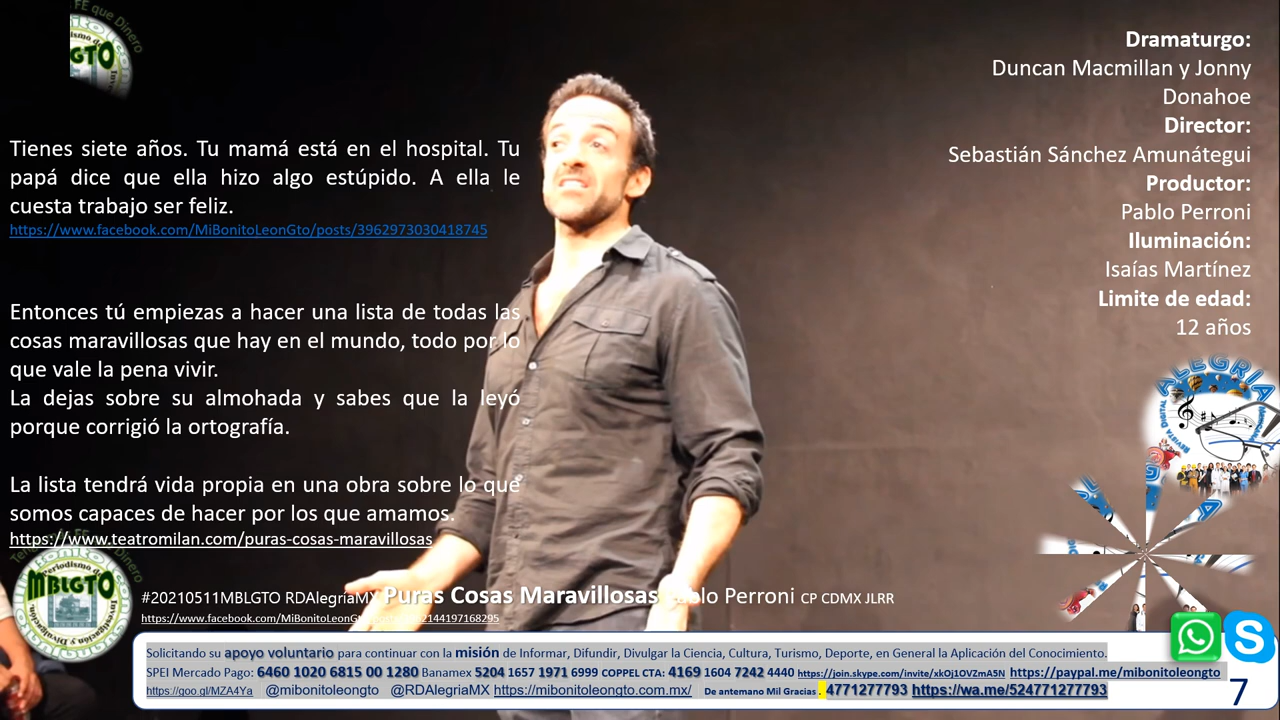 FE que Dinero
GTO
Dramaturgo:
Duncan Macmillan y Jonny
Donahoe
Director:
Sebastián Sánchez Amunátegui
Productor:
Pablo Perroni
Iluminación:
Isaías Martínez
Limite de edad:
12 años
Tienes siete años. Tu mamá está en el hospital. Tu
papá dice que ella hizo algo estúpido. A ella le
cuesta trabajo ser feliz.
https://www.facebook.com/MiBonitoLeonGto/posts/3962973030418745
Entonces tú empiezas a hacer una lista de todas las
cosas maravillosas que hay en el mundo, todo por lo
que vale la pena vivir.
La dejas sobre su almohada y sabes que la leyó
porque corrigió la ortografía.
La lista tendrá vida propia en una obra sobre lo que
somos capaces de hacer por los que amamos.
https://www.teatromilan.com/puras-cosas-maravillosas
ALEGRIA
Revista Digital
MBLGTO
#20210511MBLGTO RDAlegríaMX Puras Cosas Maravillosas Pablo Perroni CP CDMX JLRR
Solicitando su apoyo voluntario para continuar con la misión de Informar, Difundir, Divulgar la Ciencia, Cultura, Turismo, Deporte, en General la Aplicación del Conocimiento.
SPEI Mercado Pago: 6460 1020 6815 00 1280 Banamex 5204 1657 1971 6999 COPPEL CTA: 4169 1604 7242 4440 https://join.skype.com/invite/xkOj1OVZmA5N https://paypal.me/mibonitoleongto
https://goo.gl/MZA4Ya @mibonitoleongto @RDAlegriaMX https://mibonitoleongto.com.mx/ De antemano Mil Gracias . 4771277793 https://wa.me/524771277793
7